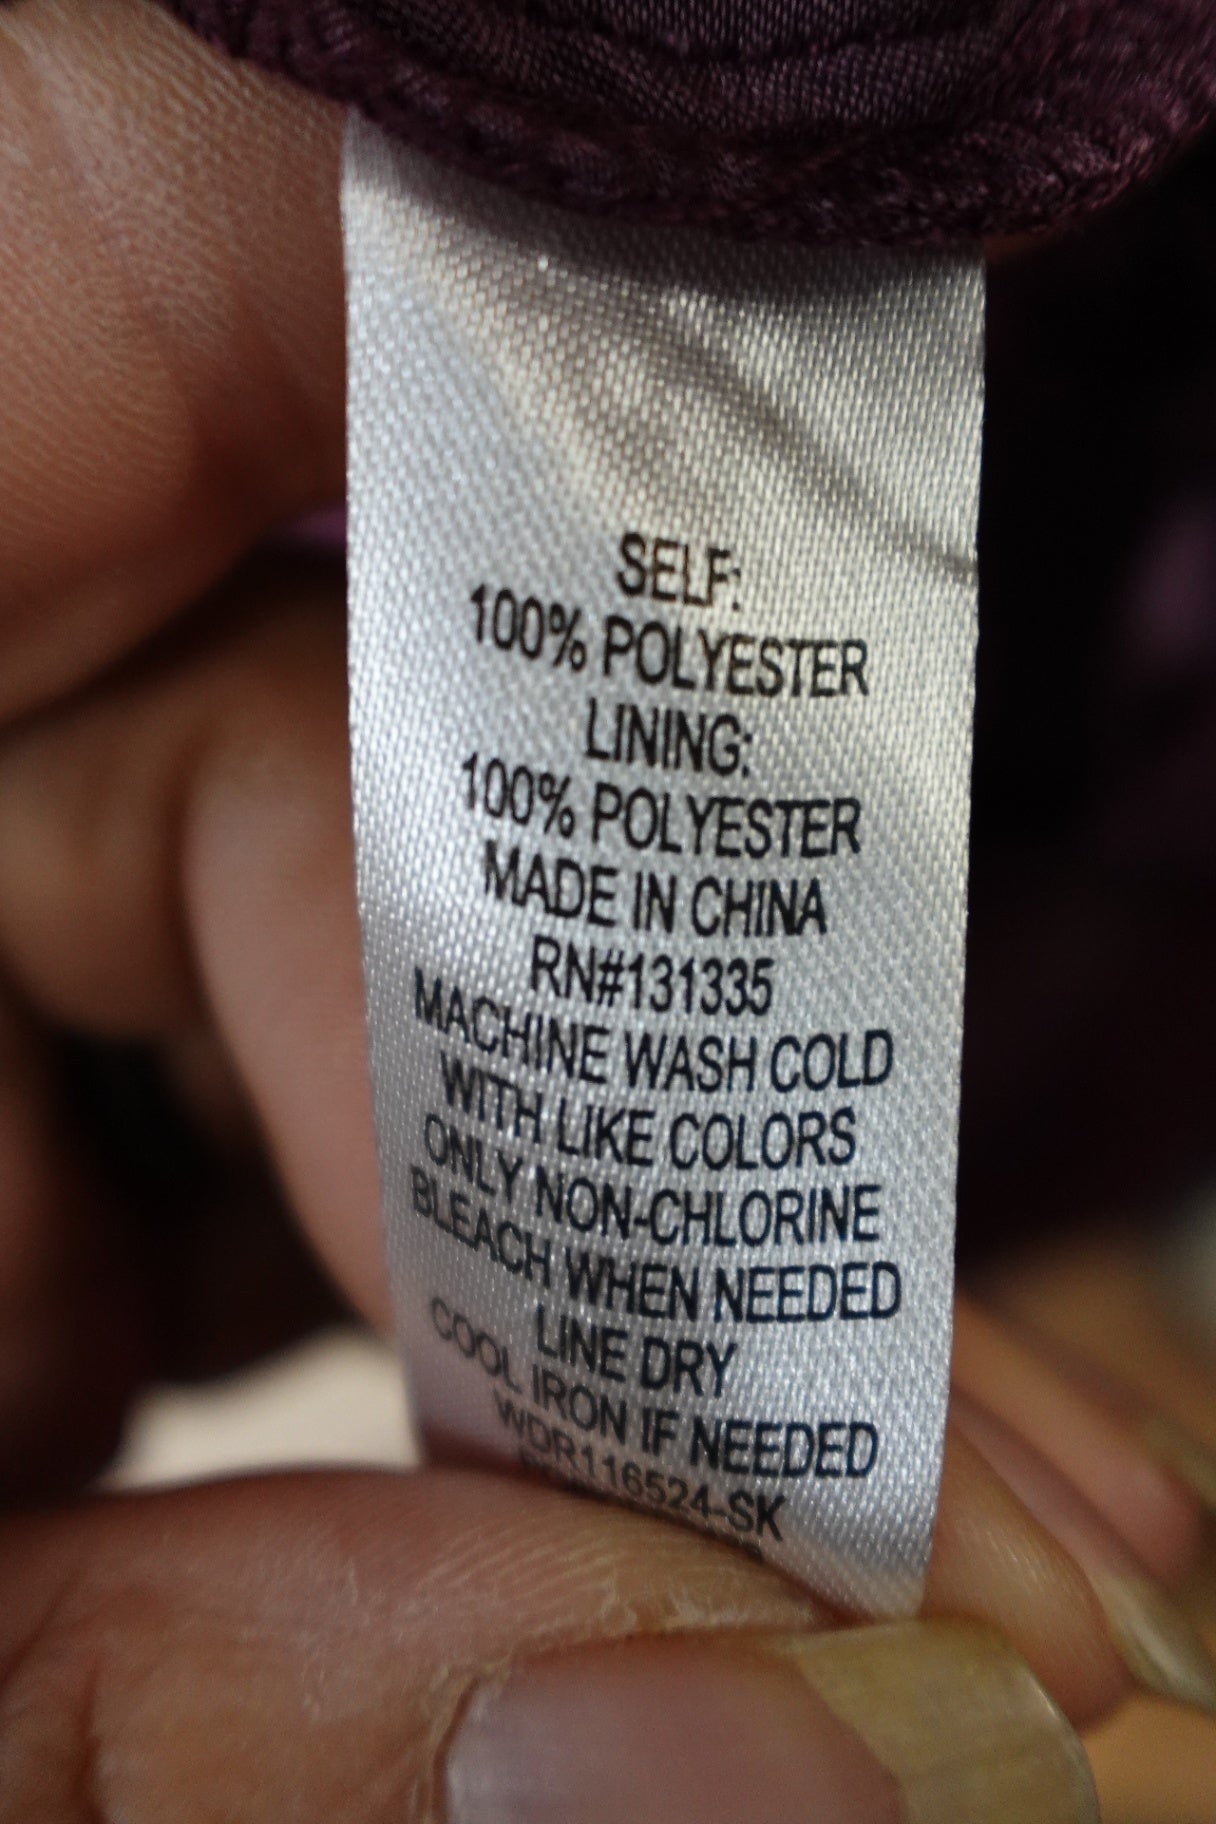 SELF:
100% POLYESTER
LINING:
100% POLYESTER
MADE IN CHINA
RN#131335
MACHINE WASH COLD
WITH LIKE COLORS
ONLY NON-CHLORINE
BLEACH WHEN NEEDED
LINE DRY
COOL IRON IF NEEDED
WDR116524-SK